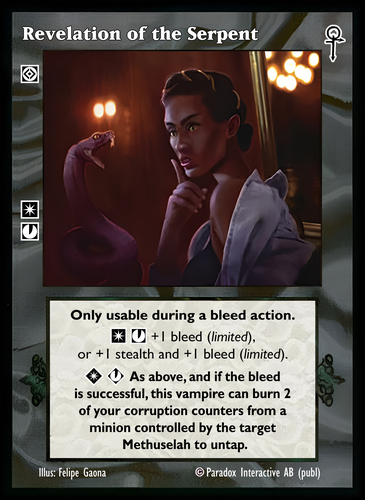 Revelation of the Serpent
Only usable during a bleed action.
+1 bleed (limited),
or +1 stealth and +1 bleed (limited).
As above, and if the bleed
is successful, this vampire can burn 2
of your corruption counters from a
minion controlled by the target
Methuselah to untap.
Illus: Felipe Gaona © Paradox Interactive AB (publ)